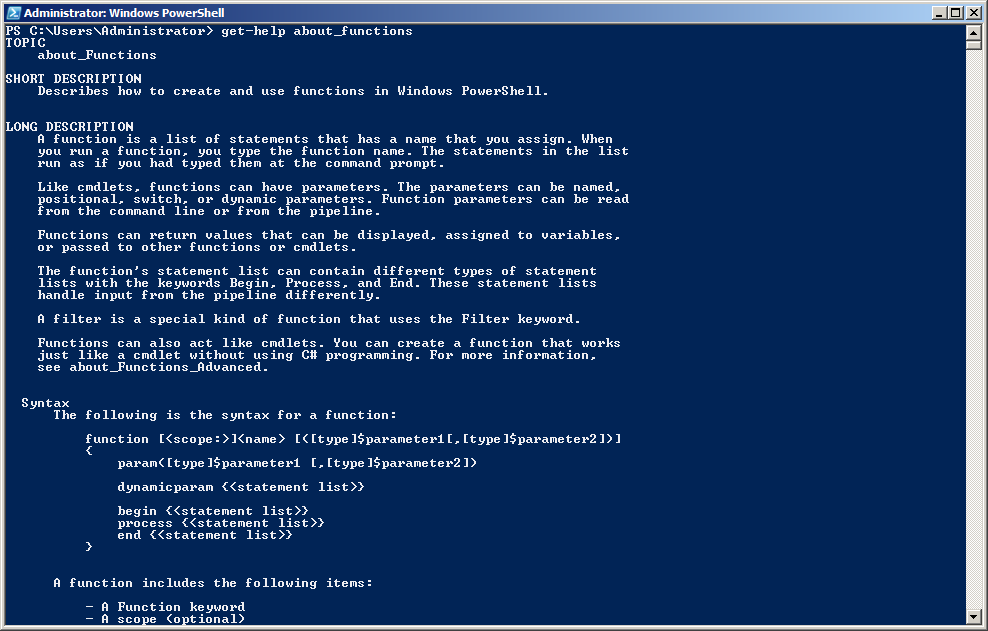 Administrator: Windows PowerShell
PS C:\Users\Administrator> get-help about_functions
TOPIC
    about_Functions

SHORT DESCRIPTION
    Describes how to create and use functions in Windows PowerShell.


LONG DESCRIPTION
    A function is a list of statements that has a name that you assign. When
    you run a function, you type the function name. The statements in the list
    run as if you had typed them at the command prompt.

    Like cmdlets, functions can have parameters. The parameters can be named,
    positional, switch, or dynamic parameters. Function parameters can be read
    from the command line or from the pipeline.

    Functions can return values that can be displayed, assigned to variables,
    or passed to other functions or cmdlets.

    The function's statement list can contain different types of statement
    lists with the keywords Begin, Process, and End. These statement lists
    handle input from the pipeline differently.

    A filter is a special kind of function that uses the Filter keyword.

    Functions can also act like cmdlets. You can create a function that works
    just like a cmdlet without using C# programming. For more information,
    see about_Functions_Advanced.


  Syntax
      The following is the syntax for a function:

          function [<scope:>]<name> [([type]$parameter1[,[type]$parameter2])]
          {
              param([type]$parameter1 [,[type]$parameter2])

              dynamicparam {<statement list>}

              begin {<statement list>}
              process {<statement list>}
              end {<statement list>}
          }


      A function includes the following items:

          - A Function keyword
          - A scope (optional)